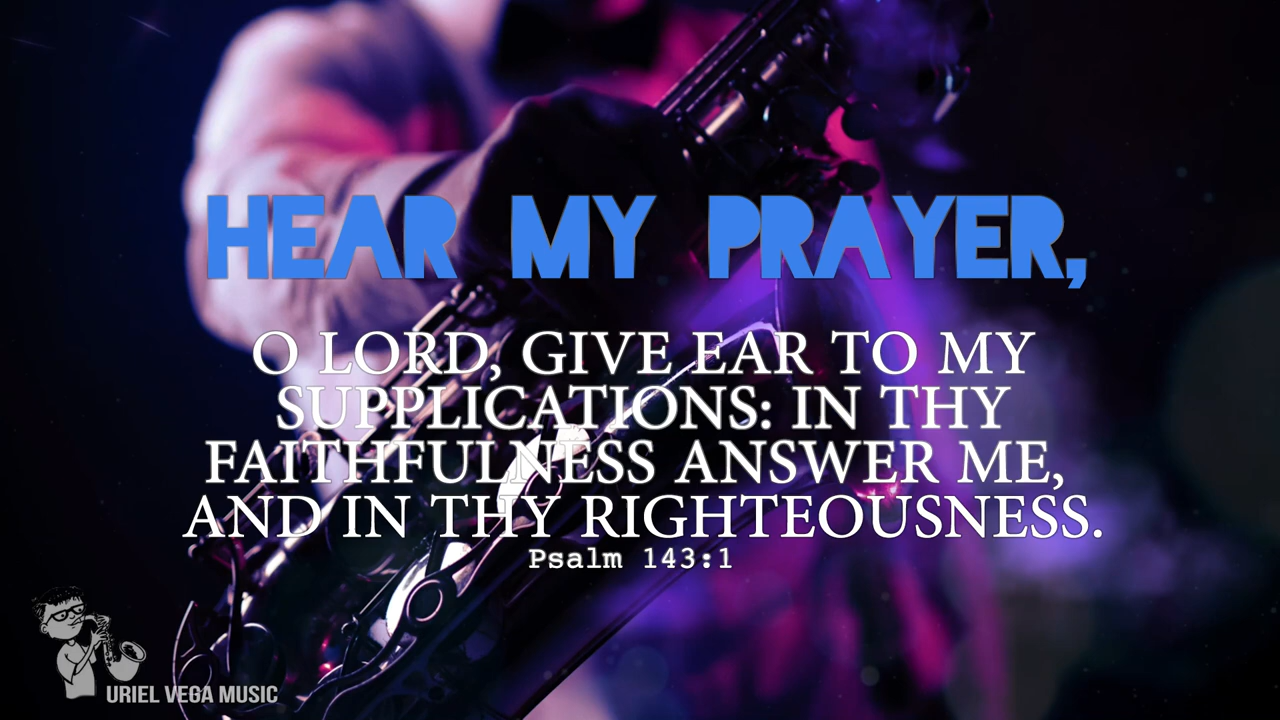 HEAR MY PRAYER,
O LORD, GIVE EAR TO MY
SUPPLICATIONS: IN THY
FAITHFULNESS ANSWER ME,
AND IN THY RIGHTEOUSNESS.
Psalm 143:1
URIEL VEGA MUSIC